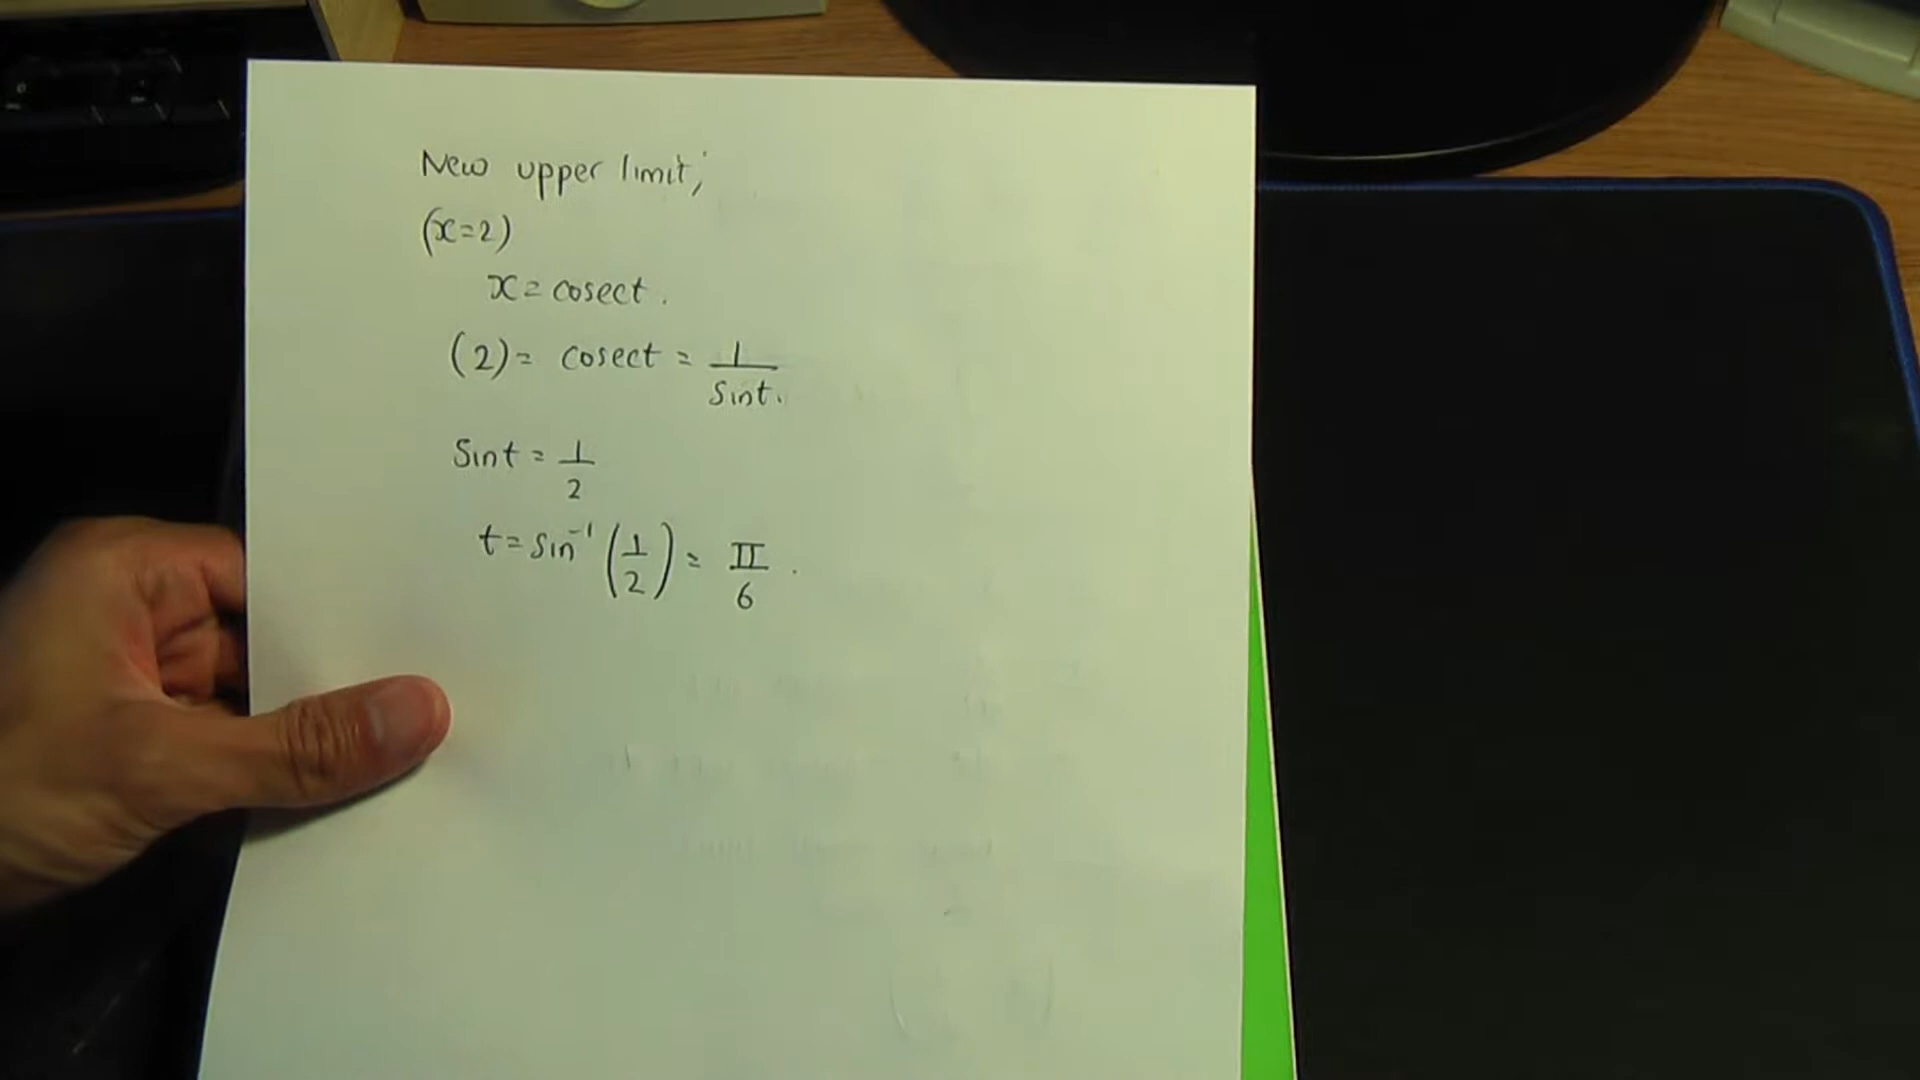 New upper limit;
(x=2)
x = cosect.
(2) = cosect = 1/sint.
sint = 1/2
t = sin⁻¹(1/2) = π/6.